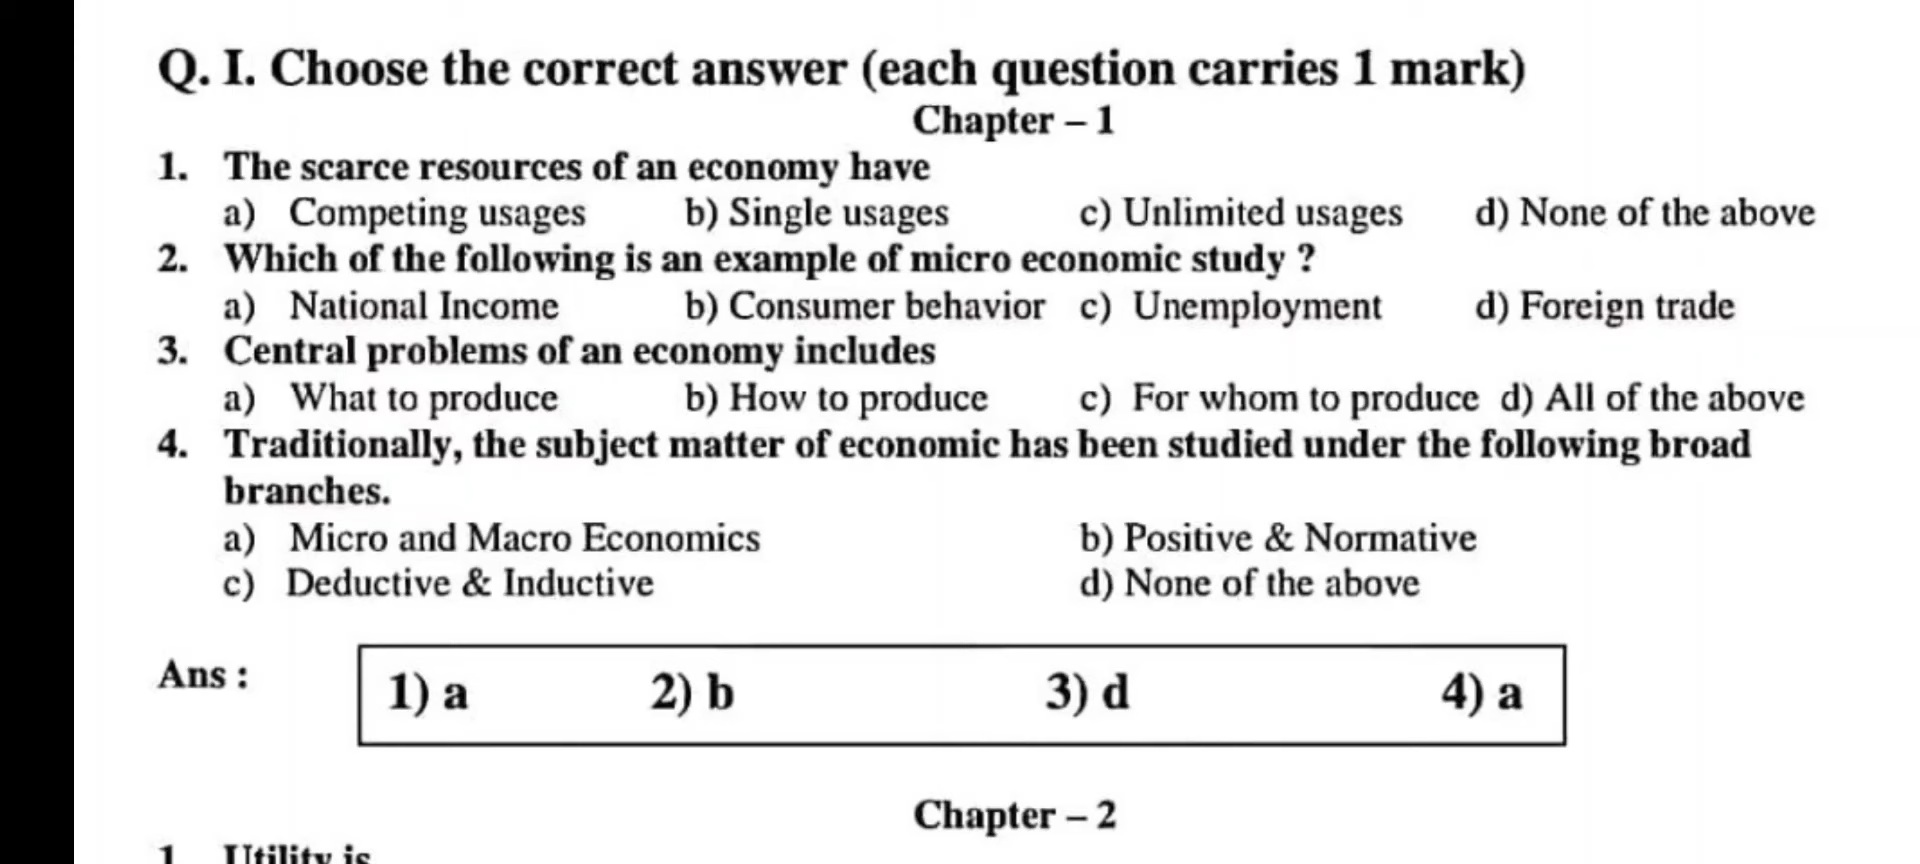 Q. I. Choose the correct answer (each question carries 1 mark)
Chapter – 1
1. The scarce resources of an economy have
a) Competing usages b) Single usages c) Unlimited usages d) None of the above
2. Which of the following is an example of micro economic study ?
a) National Income b) Consumer behavior c) Unemployment d) Foreign trade
3. Central problems of an economy includes
a) What to produce b) How to produce c) For whom to produce d) All of the above
4. Traditionally, the subject matter of economic has been studied under the following broad
branches.
a) Micro and Macro Economics b) Positive & Normative
c) Deductive & Inductive d) None of the above
Ans : 1) a 2) b 3) d 4) a
Chapter – 2
1. Utility is